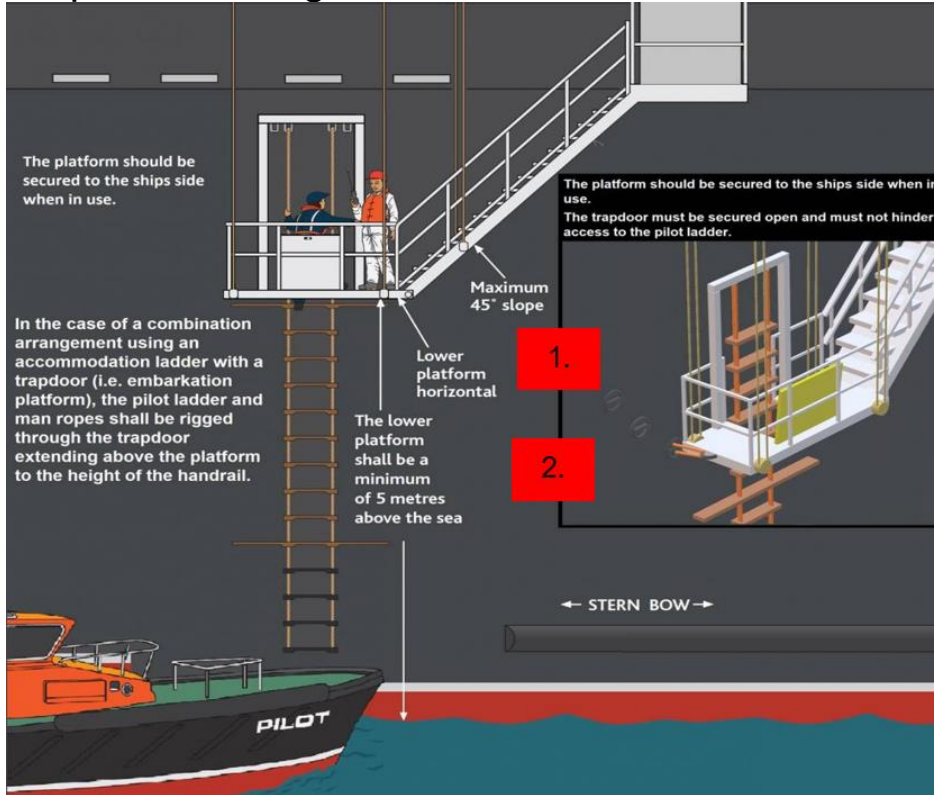 The platform should be
secured to the ships side
when in use.
In the case of a combination
arrangement using an
accommodation ladder with a
trapdoor (i.e. embarkation
platform), the pilot ladder and
man ropes shall be rigged
through the trapdoor
extending above the platform
to the height of the handrail.
Maximum
45° slope
Lower
platform
horizontal
The lower
platform
shall be a
minimum
of 5 metres
above the sea
1.
2.
The platform should be secured to the ships side when in
use.
The trapdoor must be secured open and must not hinder
access to the pilot ladder.
← STERN BOW →
PILOT